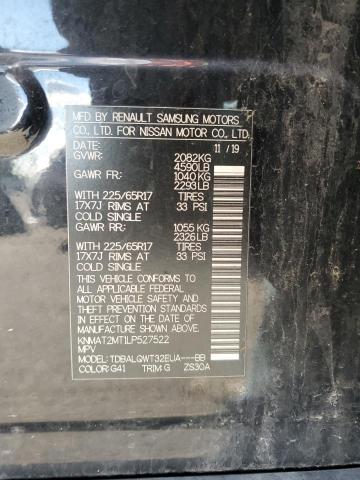 MFD BY RENAULT SAMSUNG MOTORS
CO., LTD. FOR NISSAN MOTOR CO., LTD.
DATE: 11 / 19
GVWR: 2082KG
4590LB
GAWR FR: 1040KG
2293LB
WITH 225/65R17 TIRES
17X7J RIMS AT 33 PSI
COLD SINGLE
GAWR RR: 1055KG
2326LB
WITH 225/65R17 TIRES
17X7J RIMS AT 33 PSI
COLD SINGLE
THIS VEHICLE CONFORMS TO
ALL APPLICABLE FEDERAL
MOTOR VEHICLE SAFETY AND
THEFT PREVENTION STANDARDS
IN EFFECT ON THE DATE OF
MANUFACTURE SHOWN ABOVE.
KNMAT2MT1LP527522
MPV
MODEL: TDBALQWT32EUA---BB
COLOR: G41 TRIM: G ZS30A